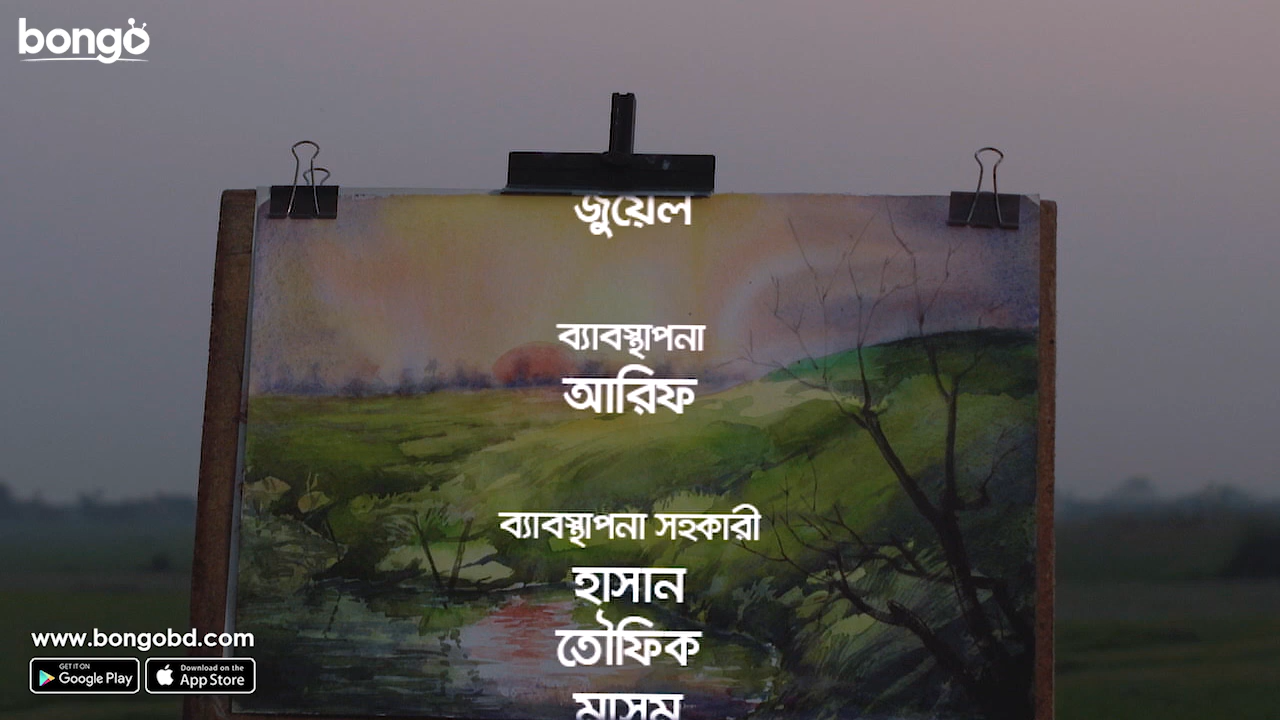 bongo
জুয়েল
ব্যাবস্থাপনা
আরিফ
ব্যাবস্থাপনা সহকারী
হাসান
তৌফিক
মাসুম
www.bongobd.com
GET IT ON
Google Play
Download on the
App Store